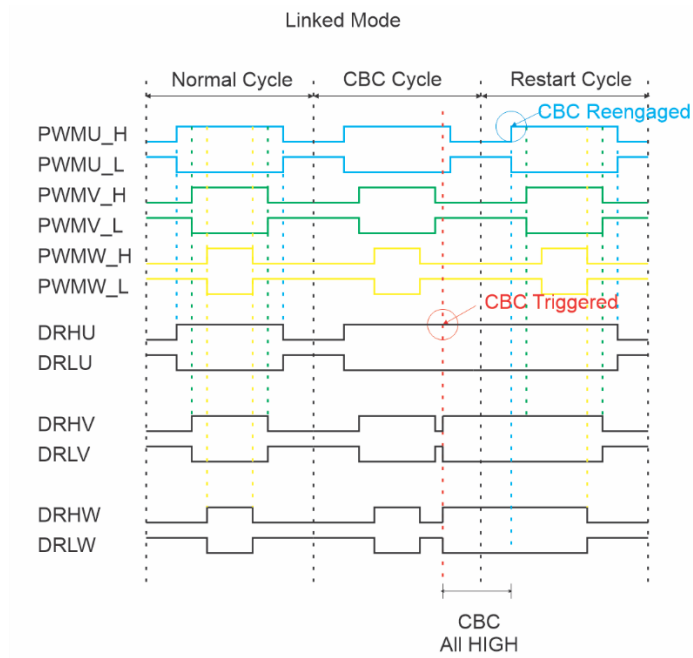 Linked Mode
Normal Cycle CBC Cycle Restart Cycle
CBC Reengaged
PWMU_H
PWMU_L
PWMV_H
PWMV_L
PWMW_H
PWMW_L
CBC Triggered
DRHU
DRLU
DRHV
DRLV
DRHW
DRLW
CBC
All HIGH